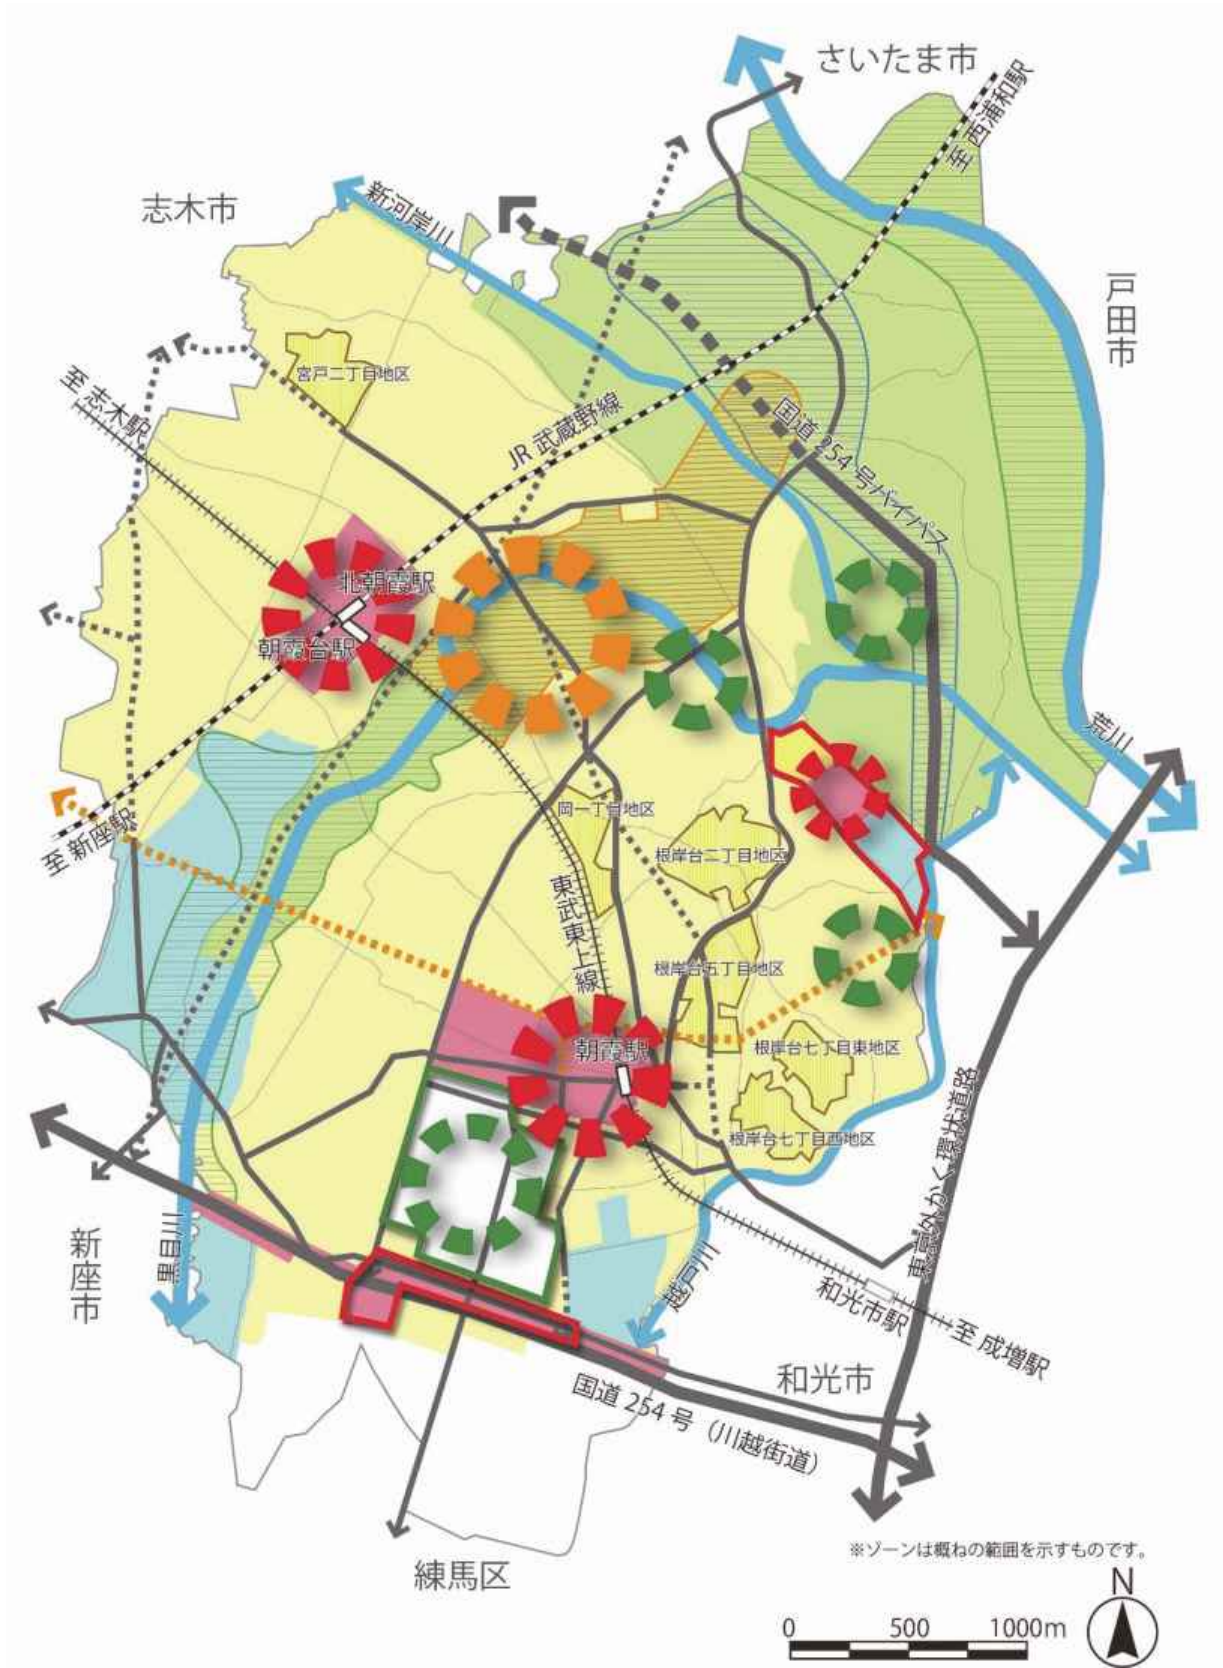 さいたま市
至 西浦和駅
志木市
新河岸川
戸田市
宮戸二丁目地区
至 志木駅
JR 武蔵野線
国道 254 号バイパス
北朝霞駅
朝霞台駅
荒川
至 新座駅
岡一丁目地区
根岸台二丁目地区
東武東上線
根岸台五丁目地区
朝霞駅
根岸台七丁目東地区
根岸台七丁目西地区
東京外かく環状道路
新座市
黒目川
越戸川
和光市駅
至 成増駅
和光市
国道 254 号（川越街道）
※ゾーンは概ねの範囲を示すものです。
練馬区
N
0 500 1000m